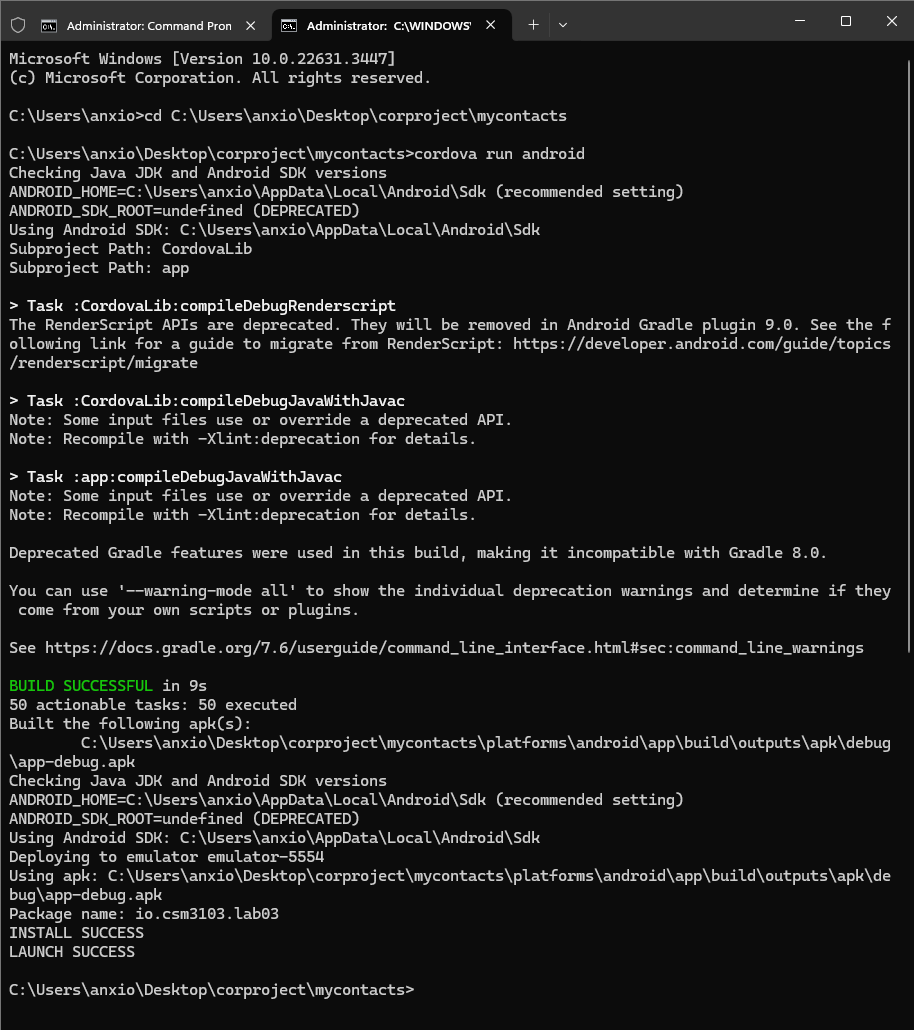 Administrator: Command Pron
Administrator: C:\WINDOWS'
Microsoft Windows [Version 10.0.22631.3447]
(c) Microsoft Corporation. All rights reserved.
C:\Users\anxio>cd C:\Users\anxio\Desktop\corproject\mycontacts
C:\Users\anxio\Desktop\corproject\mycontacts>cordova run android
Checking Java JDK and Android SDK versions
ANDROID_HOME=C:\Users\anxio\AppData\Local\Android\Sdk (recommended setting)
ANDROID_SDK_ROOT=undefined (DEPRECATED)
Using Android SDK: C:\Users\anxio\AppData\Local\Android\Sdk
Subproject Path: CordovaLib
Subproject Path: app
> Task :CordovaLib:compileDebugRenderscript
The RenderScript APIs are deprecated. They will be removed in Android Gradle plugin 9.0. See the f
ollowing link for a guide to migrate from RenderScript: https://developer.android.com/guide/topics
/renderscript/migrate
> Task :CordovaLib:compileDebugJavaWithJavac
Note: Some input files use or override a deprecated API.
Note: Recompile with -Xlint:deprecation for details.
> Task :app:compileDebugJavaWithJavac
Note: Some input files use or override a deprecated API.
Note: Recompile with -Xlint:deprecation for details.
Deprecated Gradle features were used in this build, making it incompatible with Gradle 8.0.
You can use '--warning-mode all' to show the individual deprecation warnings and determine if they
 come from your own scripts or plugins.
See https://docs.gradle.org/7.6/userguide/command_line_interface.html#sec:command_line_warnings
BUILD SUCCESSFUL in 9s
50 actionable tasks: 50 executed
Built the following apk(s):
        C:\Users\anxio\Desktop\corproject\mycontacts\platforms\android\app\build\outputs\apk\debug
\app-debug.apk
Checking Java JDK and Android SDK versions
ANDROID_HOME=C:\Users\anxio\AppData\Local\Android\Sdk (recommended setting)
ANDROID_SDK_ROOT=undefined (DEPRECATED)
Using Android SDK: C:\Users\anxio\AppData\Local\Android\Sdk
Deploying to emulator emulator-5554
Using apk: C:\Users\anxio\Desktop\corproject\mycontacts\platforms\android\app\build\outputs\apk\de
bug\app-debug.apk
Package name: io.csm3103.lab03
INSTALL SUCCESS
LAUNCH SUCCESS
C:\Users\anxio\Desktop\corproject\mycontacts>